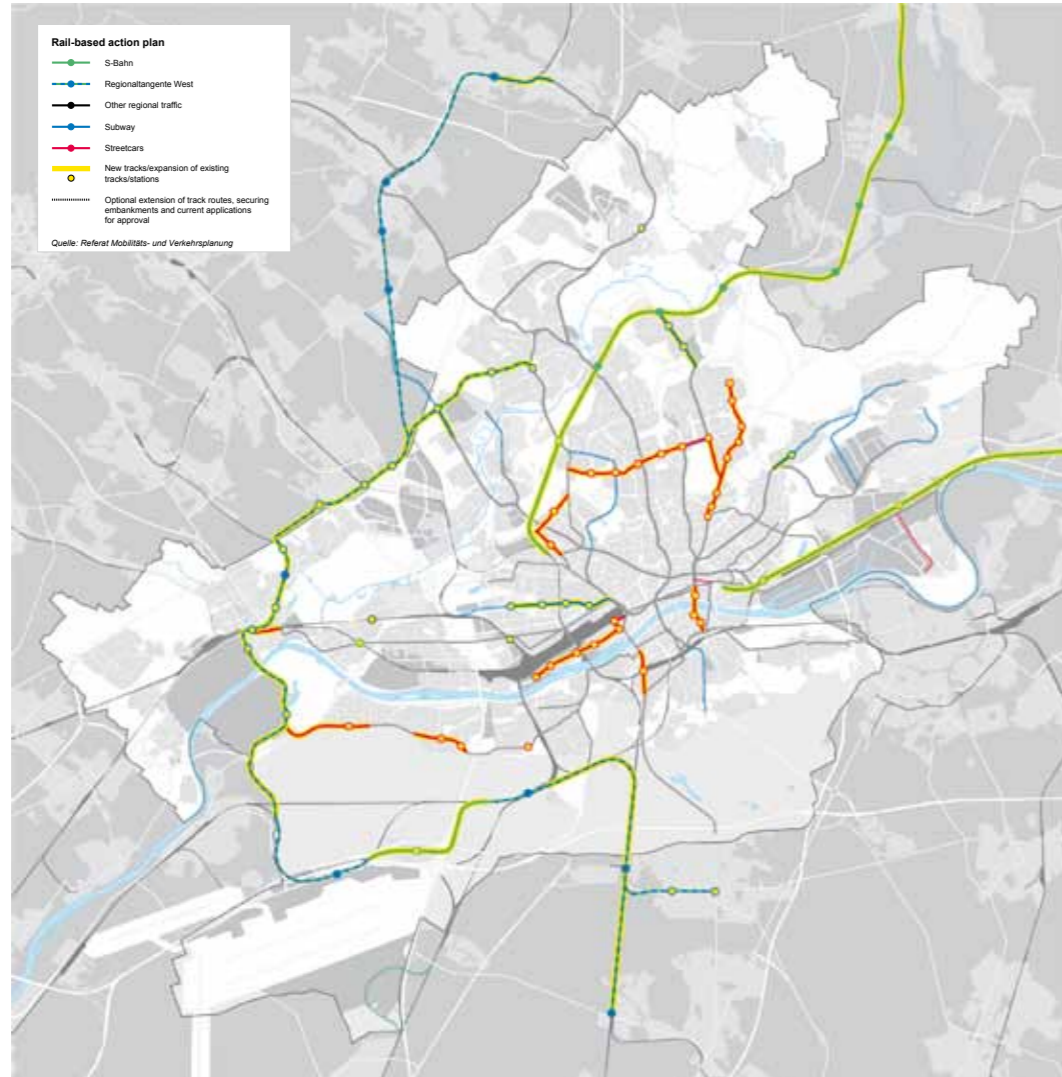 Rail-based action plan
S-Bahn
Regionaltangente West
Other regional traffic
Subway
Streetcars
New tracks/expansion of existing
tracks/stations
Optional extension of track routes, securing
embankments and current applications
for approval
Quelle: Referat Mobilitäts- und Verkehrsplanung